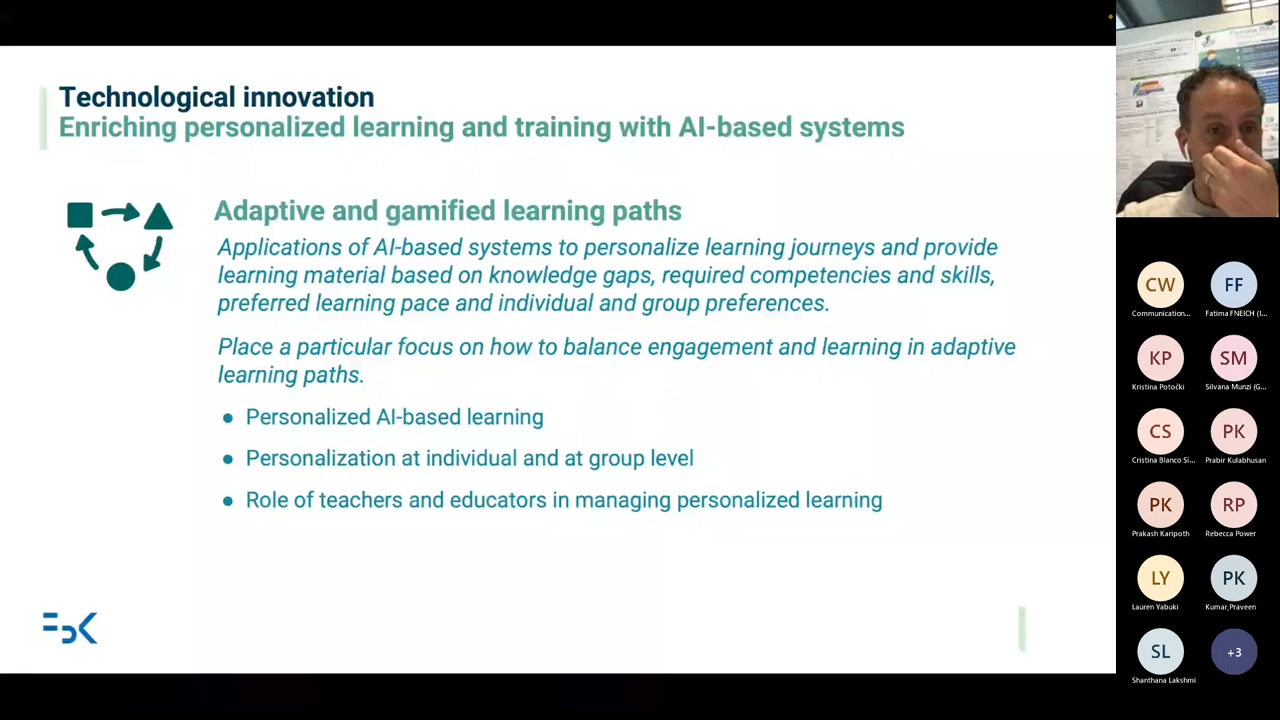 Technological innovation
Enriching personalized learning and training with AI-based systems
Adaptive and gamified learning paths
Applications of AI-based systems to personalize learning journeys and provide
learning material based on knowledge gaps, required competencies and skills,
preferred learning pace and individual and group preferences.
Place a particular focus on how to balance engagement and learning in adaptive
learning paths.
● Personalized AI-based learning
● Personalization at individual and at group level
● Role of teachers and educators in managing personalized learning
FbK
CW
FF
Communication...
Fatima FNEICH (I...
KP
SM
Kristina Potočki
Silvana Munzi (G...
CS
PK
Cristina Blanco Sí...
Prabir Kulabhusan
PK
RP
Prakash Karipoth
Rebecca Power
LY
PK
Lauren Yabuki
Kumar,Praveen
SL
+3
Shanthana Lakshmi